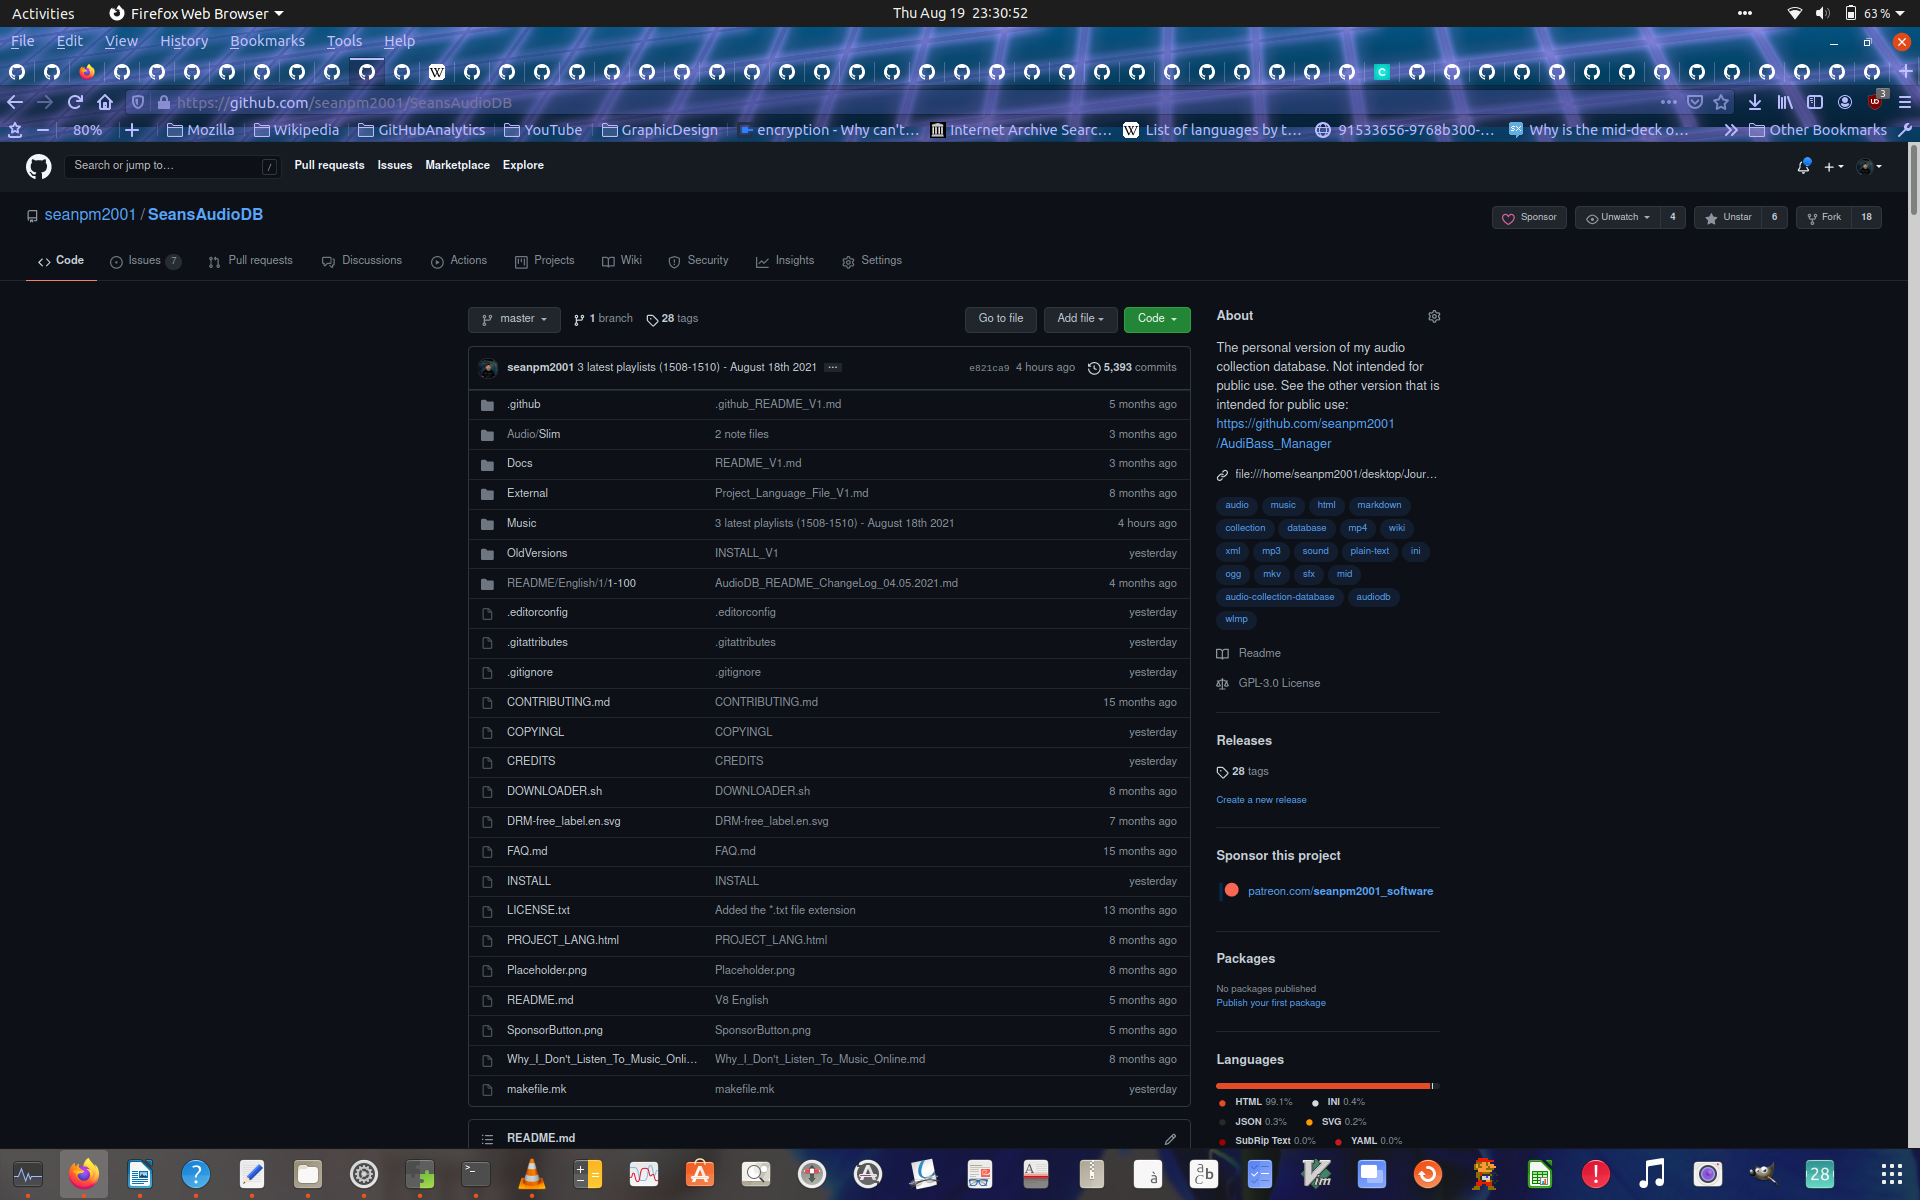 Activities
Firefox Web Browser
Thu Aug 19 23:30:52
63 %
File Edit View History Bookmarks Tools Help
https://github.com/seanpm2001/SeansAudioDB
3
80%
Mozilla
Wikipedia
GitHubAnalytics
YouTube
GraphicDesign
encryption - Why can't…
Internet Archive Searc…
List of languages by t…
91533656-9768b300-…
Why is the mid-deck o…
Other Bookmarks
Search or jump to…
/
Pull requests Issues Marketplace Explore
seanpm2001 / SeansAudioDB
Sponsor
Unwatch 4
Unstar 6
Fork 18
Code
Issues 7
Pull requests
Discussions
Actions
Projects
Wiki
Security
Insights
Settings
master
1 branch
28 tags
Go to file
Add file
Code
seanpm2001 3 latest playlists (1508-1510) - August 18th 2021 ...
e821ca9 4 hours ago
5,393 commits
.github .github_README_V1.md 5 months ago
Audio/Slim 2 note files 3 months ago
Docs README_V1.md 3 months ago
External Project_Language_File_V1.md 8 months ago
Music 3 latest playlists (1508-1510) - August 18th 2021 4 hours ago
OldVersions INSTALL_V1 yesterday
README/English/1/1-100 AudioDB_README_ChangeLog_04.05.2021.md 4 months ago
.editorconfig .editorconfig yesterday
.gitattributes .gitattributes yesterday
.gitignore .gitignore yesterday
CONTRIBUTING.md CONTRIBUTING.md 15 months ago
COPYINGL COPYINGL yesterday
CREDITS CREDITS yesterday
DOWNLOADER.sh DOWNLOADER.sh 8 months ago
DRM-free_label.en.svg DRM-free_label.en.svg 7 months ago
FAQ.md FAQ.md 15 months ago
INSTALL INSTALL yesterday
LICENSE.txt Added the *.txt file extension 13 months ago
PROJECT_LANG.html PROJECT_LANG.html 8 months ago
Placeholder.png Placeholder.png 8 months ago
README.md V8 English 5 months ago
SponsorButton.png SponsorButton.png 5 months ago
Why_I_Don't_Listen_To_Music_Onli… Why_I_Don't_Listen_To_Music_Online.md 8 months ago
makefile.mk makefile.mk yesterday
README.md
About
The personal version of my audio
collection database. Not intended for
public use. See the other version that is
intended for public use:
https://github.com/seanpm2001
/AudiBass_Manager
file:///home/seanpm2001/desktop/Jour…
audio music html markdown
collection database mp4 wiki
xml mp3 sound plain-text ini
ogg mkv sfx mid
audio-collection-database audiodb
wlmp
Readme
GPL-3.0 License
Releases
28 tags
Create a new release
Sponsor this project
patreon.com/seanpm2001_software
Packages
No packages published
Publish your first package
Languages
HTML 99.1% INI 0.4%
JSON 0.3% SVG 0.2%
SubRip Text 0.0% YAML 0.0%
28